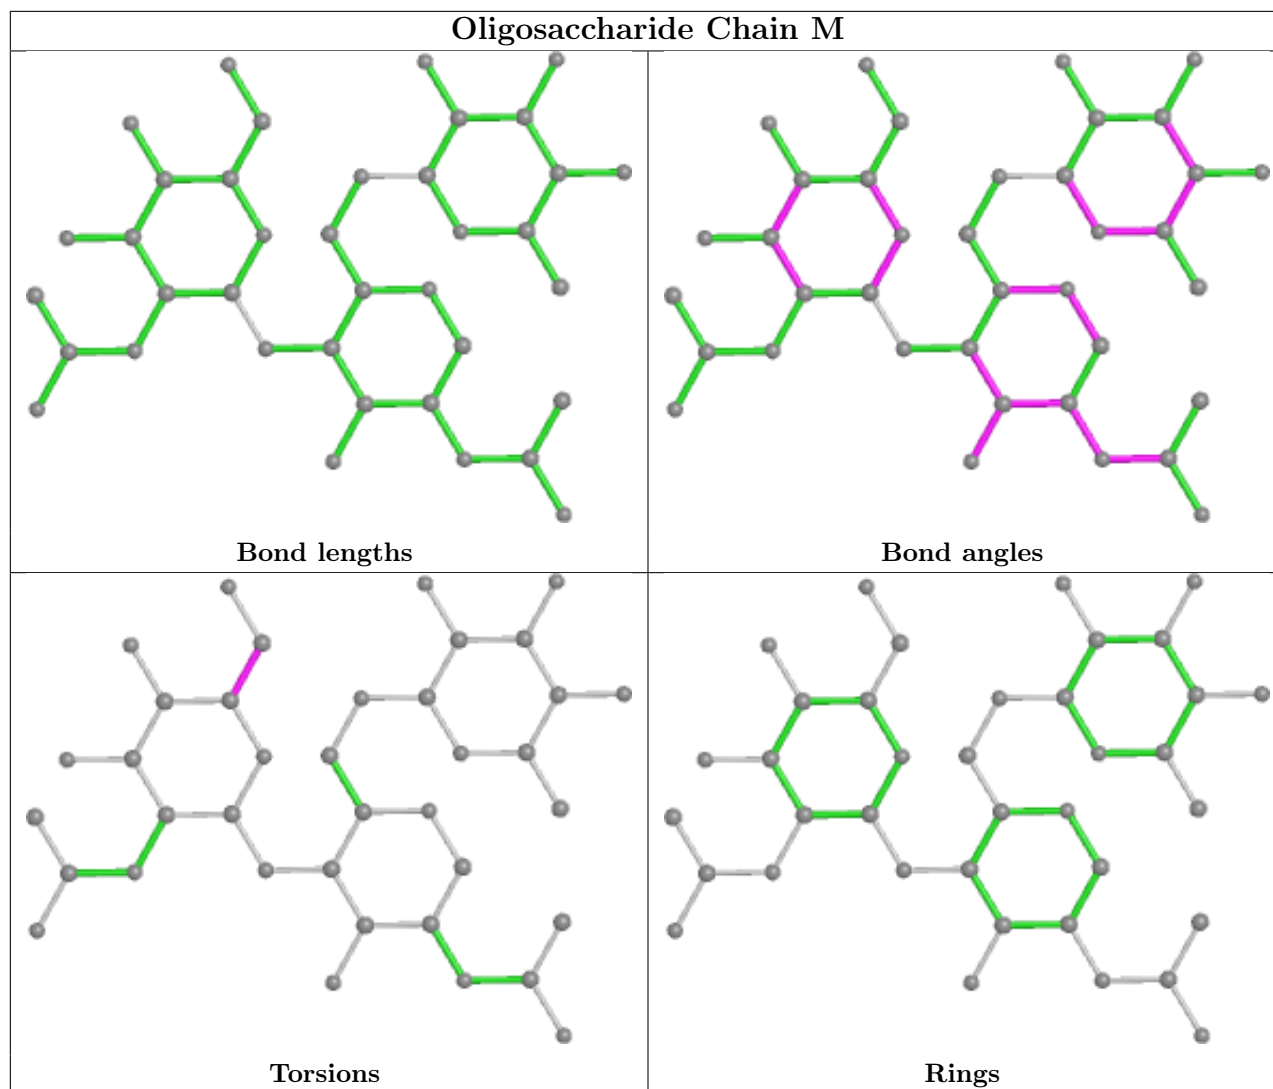 Oligosaccharide Chain M
Bond lengths
Bond angles
Torsions
Rings